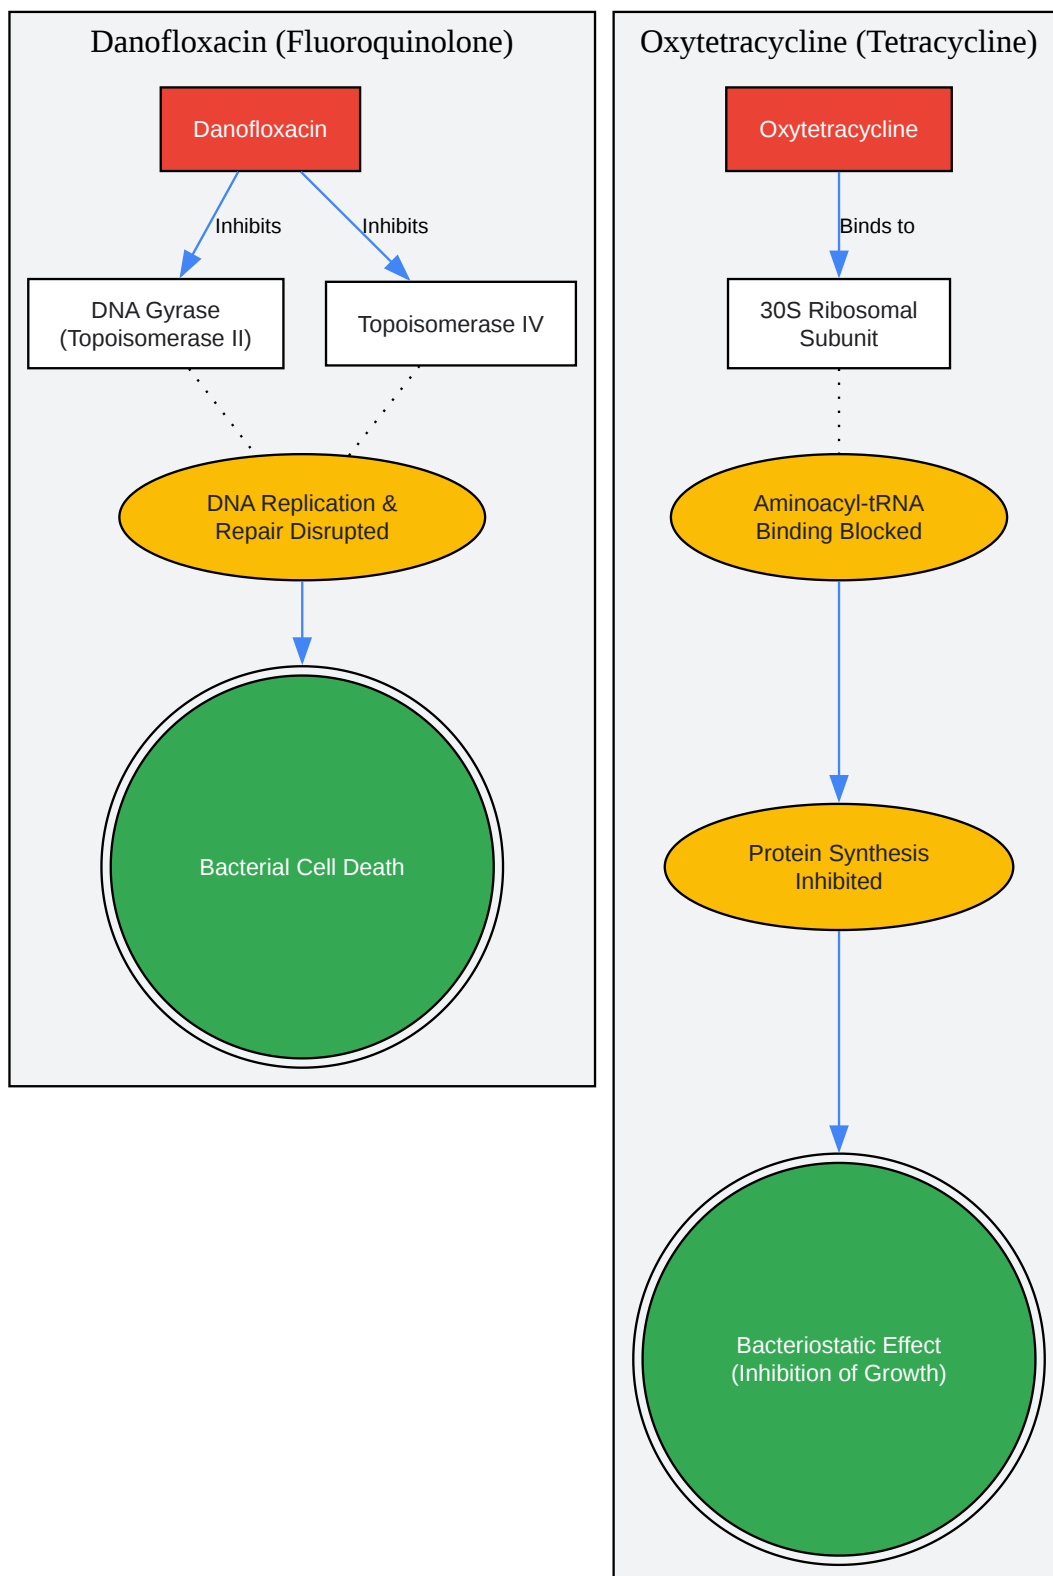 Danofloxacin (Fluoroquinolone)
Danofloxacin
Inhibits
Inhibits
DNA Gyrase
(Topoisomerase II)
Topoisomerase IV
DNA Replication &
Repair Disrupted
Bacterial Cell Death
Oxytetracycline (Tetracycline)
Oxytetracycline
Binds to
30S Ribosomal
Subunit
Aminoacyl-tRNA
Binding Blocked
Protein Synthesis
Inhibited
Bacteriostatic Effect
(Inhibition of Growth)